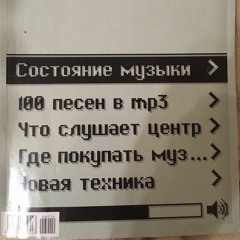 Состояние музыки
100 песен в mp3
Что слушает центр
Где покупать муз...
Новая техника